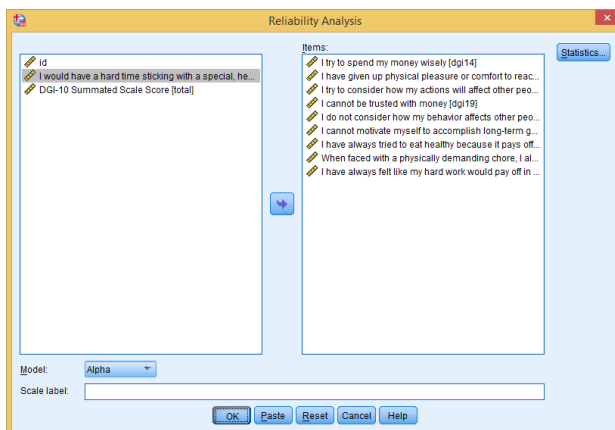 Reliability Analysis
id
I would have a hard time sticking with a special, he...
DGI-10 Summated Scale Score [total]
Items:
I try to spend my money wisely [dgi14]
I have given up physical pleasure or comfort to reac...
I try to consider how my actions will affect other peo...
I cannot be trusted with money [dgi19]
I do not consider how my behavior affects other peo...
I cannot motivate myself to accomplish long-term g...
I have always tried to eat healthy because it pays off...
When faced with a physically demanding chore, I al...
I have always felt like my hard work would pay off in ...
Statistics...
Model: Alpha
Scale label:
OK Paste Reset Cancel Help